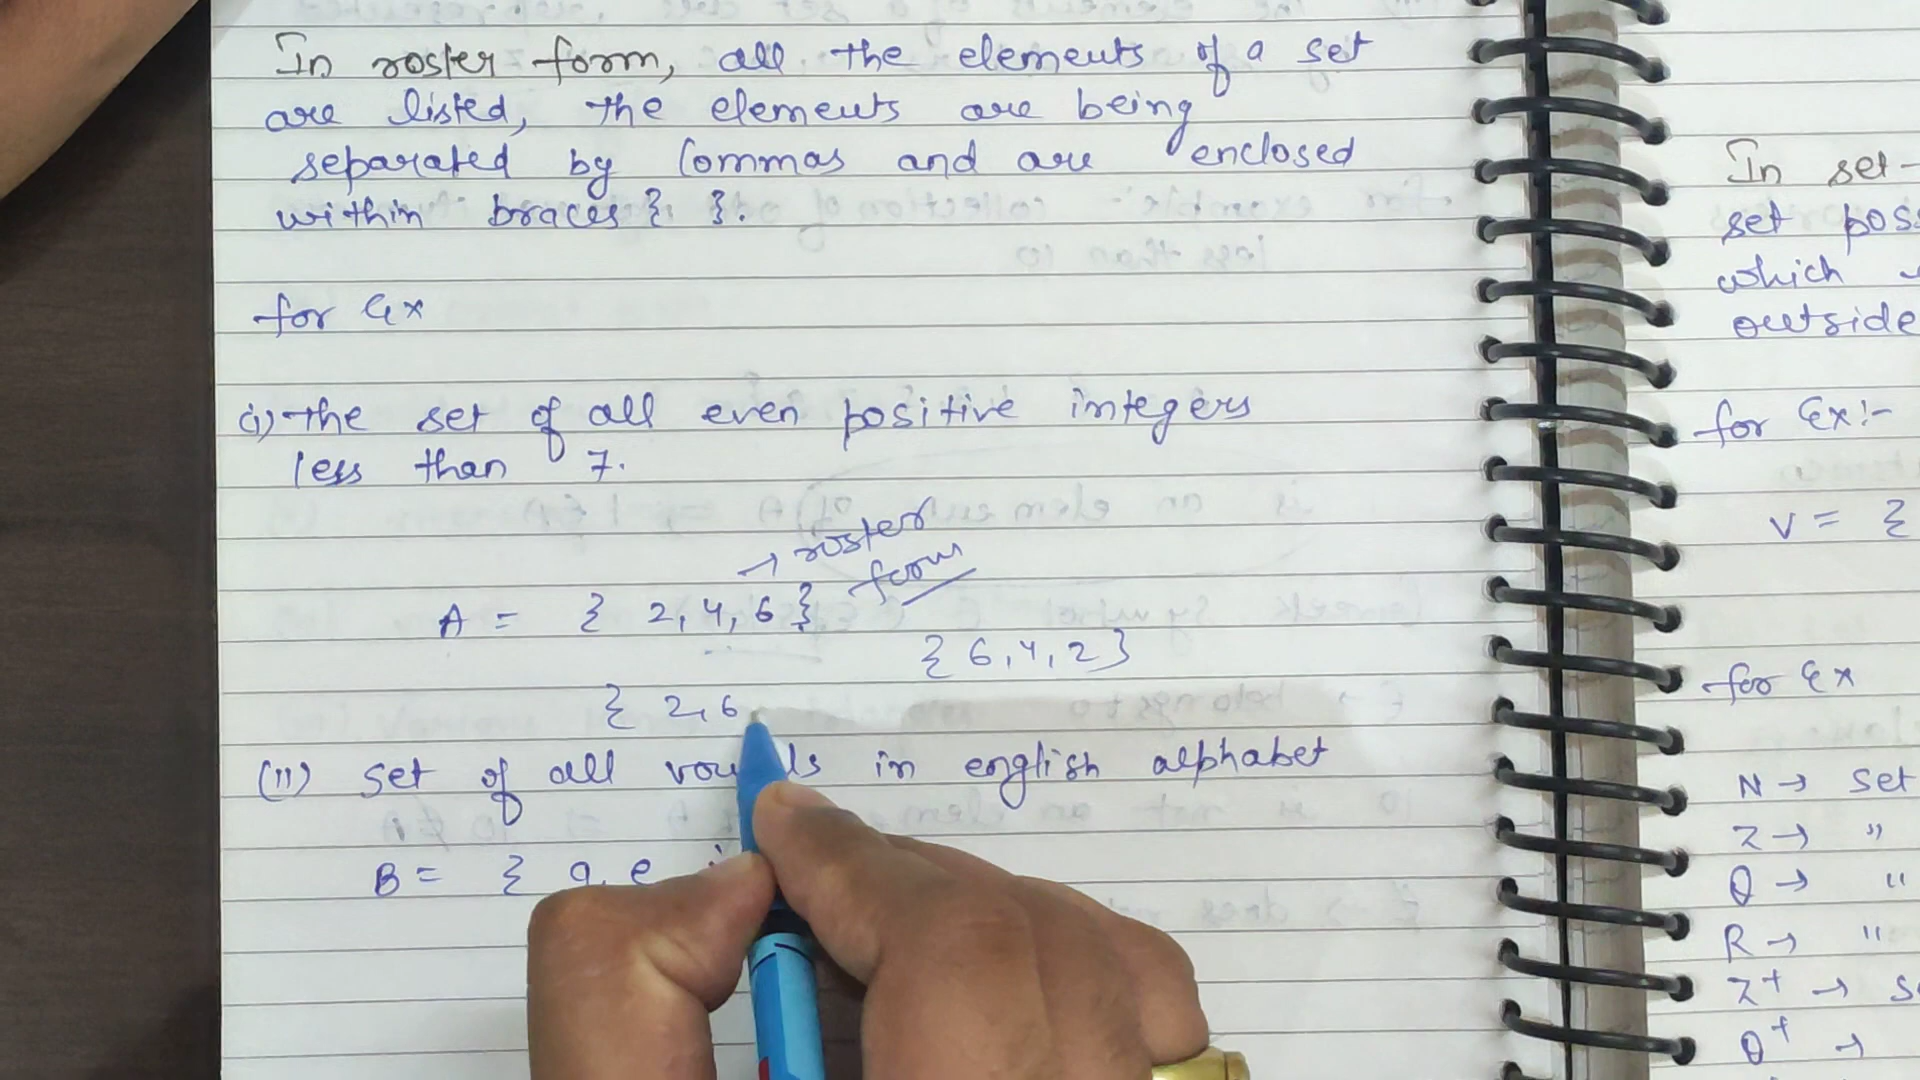 In roster form, all the elements of a set
are listed, the elements are being
separated by commas and are enclosed
within braces { }.
for Ex
(i) the set of all even positive integers
less than 7.
→ roster
form
A = { 2, 4, 6 }
{ 6, 4, 2 }
{ 2, 6
(ii) set of all vowels in english alphabet
B = { a, e, i
In set-
set poss
which
outside
for Ex:-
V = {
for Ex
N → set
Z → "
Q → "
R → "
Z+ → s
Q+ →